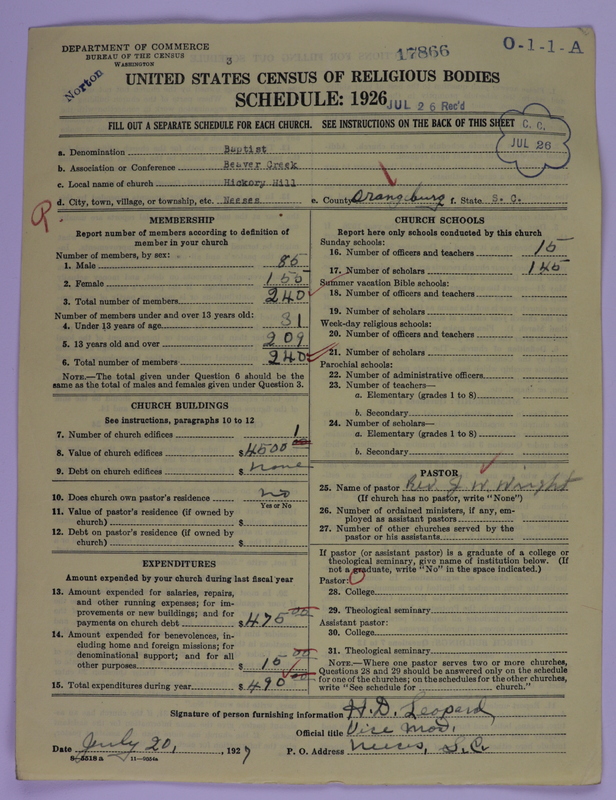 DEPARTMENT OF COMMERCE
BUREAU OF THE CENSUS
WASHINGTON
Norton
3
17866
O-1-1-A
UNITED STATES CENSUS OF RELIGIOUS BODIES
SCHEDULE: 1926
JUL 26 Rec'd
FILL OUT A SEPARATE SCHEDULE FOR EACH CHURCH. SEE INSTRUCTIONS ON THE BACK OF THIS SHEET
C. C.
JUL 26
a. Denomination Baptist
b. Association or Conference Beaver Creek
c. Local name of church Hickory Hill
d. City, town, village, or township, etc. Neeses e. County Orangeburg f. State S. C.
P.
MEMBERSHIP
Report number of members according to definition of
member in your church
Number of members, by sex:
1. Male 85
2. Female 155
3. Total number of members 240
Number of members under and over 13 years old:
4. Under 13 years of age 31
5. 13 years old and over 209
6. Total number of members 240
NOTE.—The total given under Question 6 should be the
same as the total of males and females given under Question 3.
CHURCH BUILDINGS
See instructions, paragraphs 10 to 12
7. Number of church edifices 1
8. Value of church edifices $ 4500 00
9. Debt on church edifices $ none
10. Does church own pastor's residence no
Yes or No
11. Value of pastor's residence (if owned by
church) $
12. Debt on pastor's residence (if owned by
church) $
EXPENDITURES
Amount expended by your church during last fiscal year
13. Amount expended for salaries, repairs,
and other running expenses; for im-
provements or new buildings; and for
payments on church debt $ 475 00
14. Amount expended for benevolences, in-
cluding home and foreign missions; for
denominational support; and for all
other purposes $ 15 00
15. Total expenditures during year $ 490 00
CHURCH SCHOOLS
Report here only schools conducted by this church
Sunday schools:
16. Number of officers and teachers 15
17. Number of scholars 145
Summer vacation Bible schools:
18. Number of officers and teachers
19. Number of scholars
Week-day religious schools:
20. Number of officers and teachers
21. Number of scholars
Parochial schools:
22. Number of administrative officers
23. Number of teachers—
a. Elementary (grades 1 to 8)
b. Secondary
24. Number of scholars—
a. Elementary (grades 1 to 8)
b. Secondary
PASTOR
25. Name of pastor Rev. J. W. Wright
(If church has no pastor, write "None")
26. Number of ordained ministers, if any, em-
ployed as assistant pastors
27. Number of other churches served by the
pastor or his assistants
If pastor (or assistant pastor) is a graduate of a college or
theological seminary, give name of institution below. (If
not a graduate, write "No" in the space indicated.)
Pastor: O
28. College
29. Theological seminary
Assistant pastor:
30. College
31. Theological seminary
NOTE.—Where one pastor serves two or more churches,
Questions 28 and 29 should be answered only on the schedule
for one of the churches; on the schedules for the other churches,
write "See schedule for church."
Signature of person furnishing information H. D. Leopard
Official title Vice Mod.
Date July 20, 1927 P. O. Address Neeses, S.C.
8-5518a 11-9054a